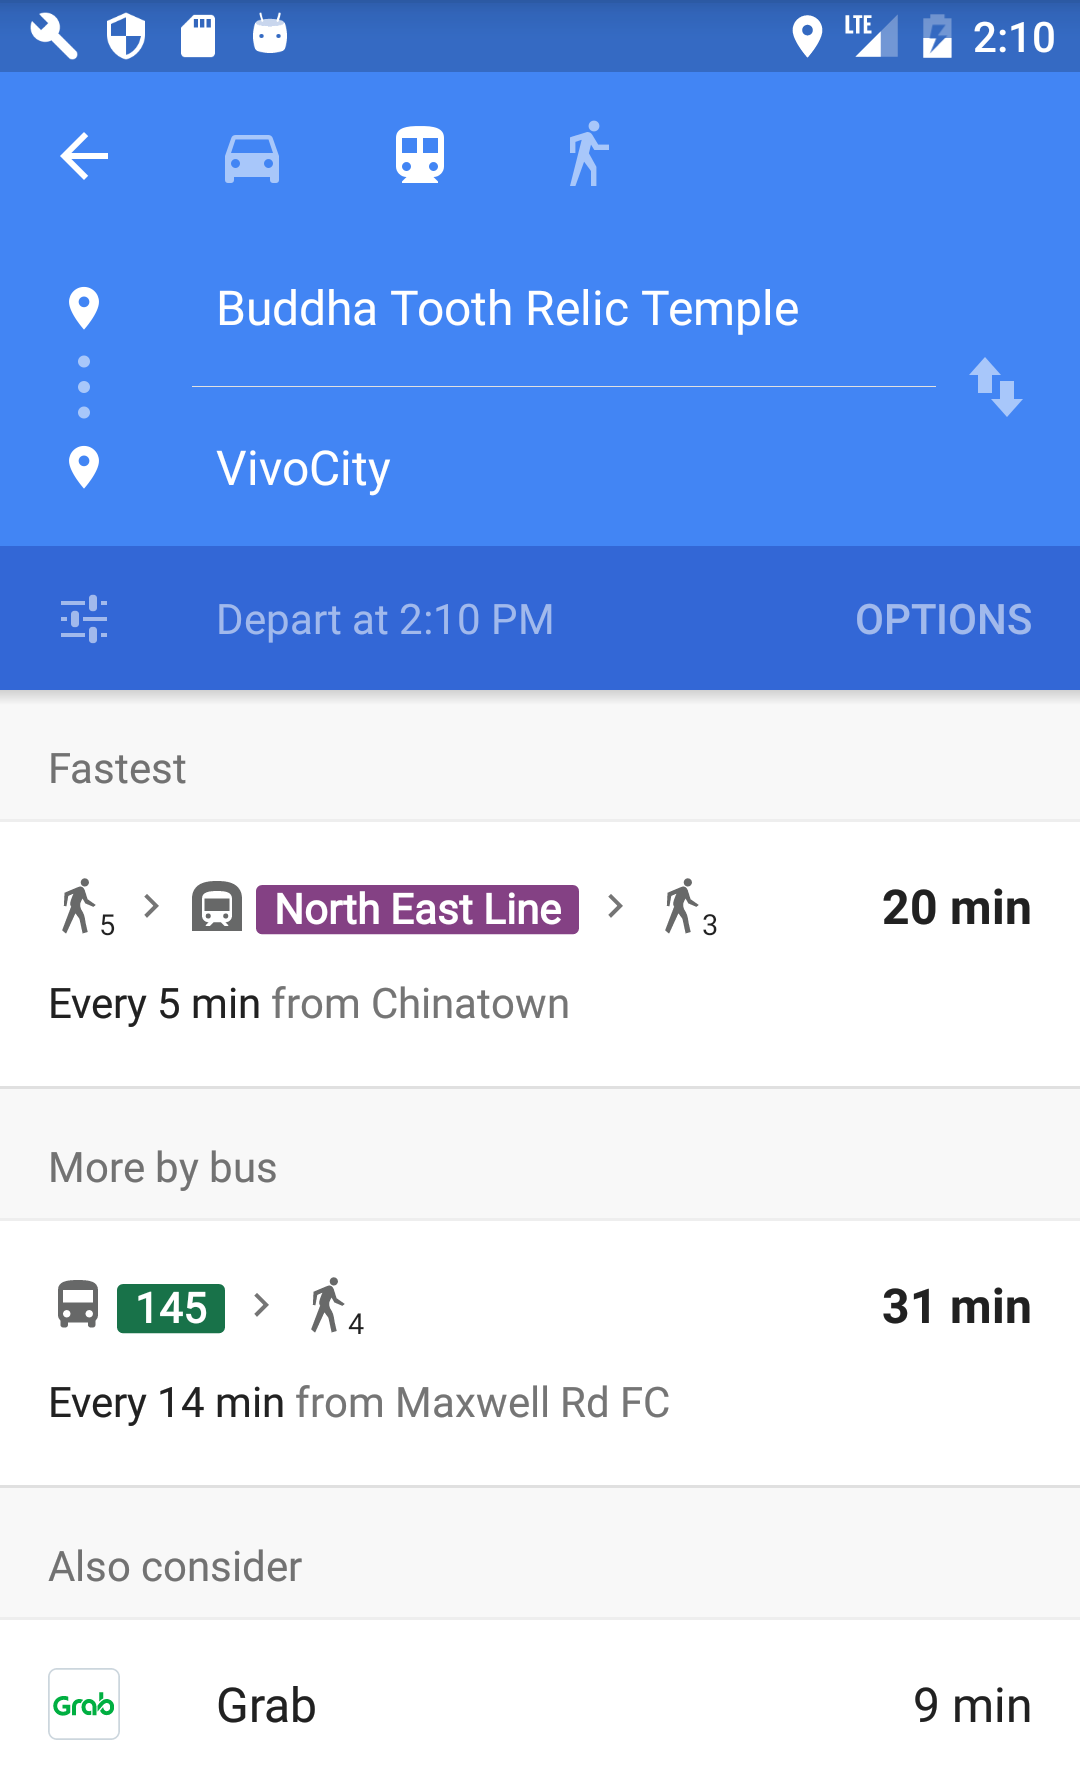 LTE 2:10
Buddha Tooth Relic Temple
VivoCity
Depart at 2:10 PM OPTIONS
Fastest
5 North East Line 3 20 min
Every 5 min from Chinatown
More by bus
145 4 31 min
Every 14 min from Maxwell Rd FC
Also consider
Grab Grab 9 min